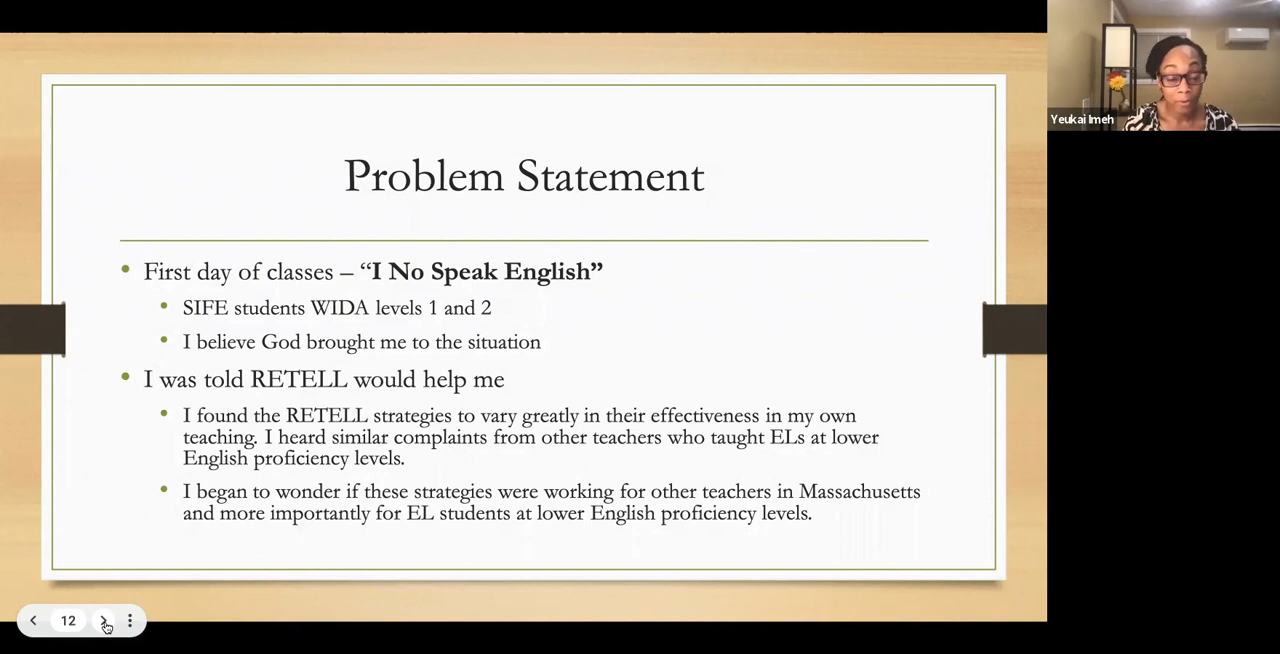 Problem Statement
First day of classes – “I No Speak English”
SIFE students WIDA levels 1 and 2
I believe God brought me to the situation
I was told RETELL would help me
I found the RETELL strategies to vary greatly in their effectiveness in my own
teaching. I heard similar complaints from other teachers who taught ELs at lower
English proficiency levels.
I began to wonder if these strategies were working for other teachers in Massachusetts
and more importantly for EL students at lower English proficiency levels.
12
Yeukai Imeh